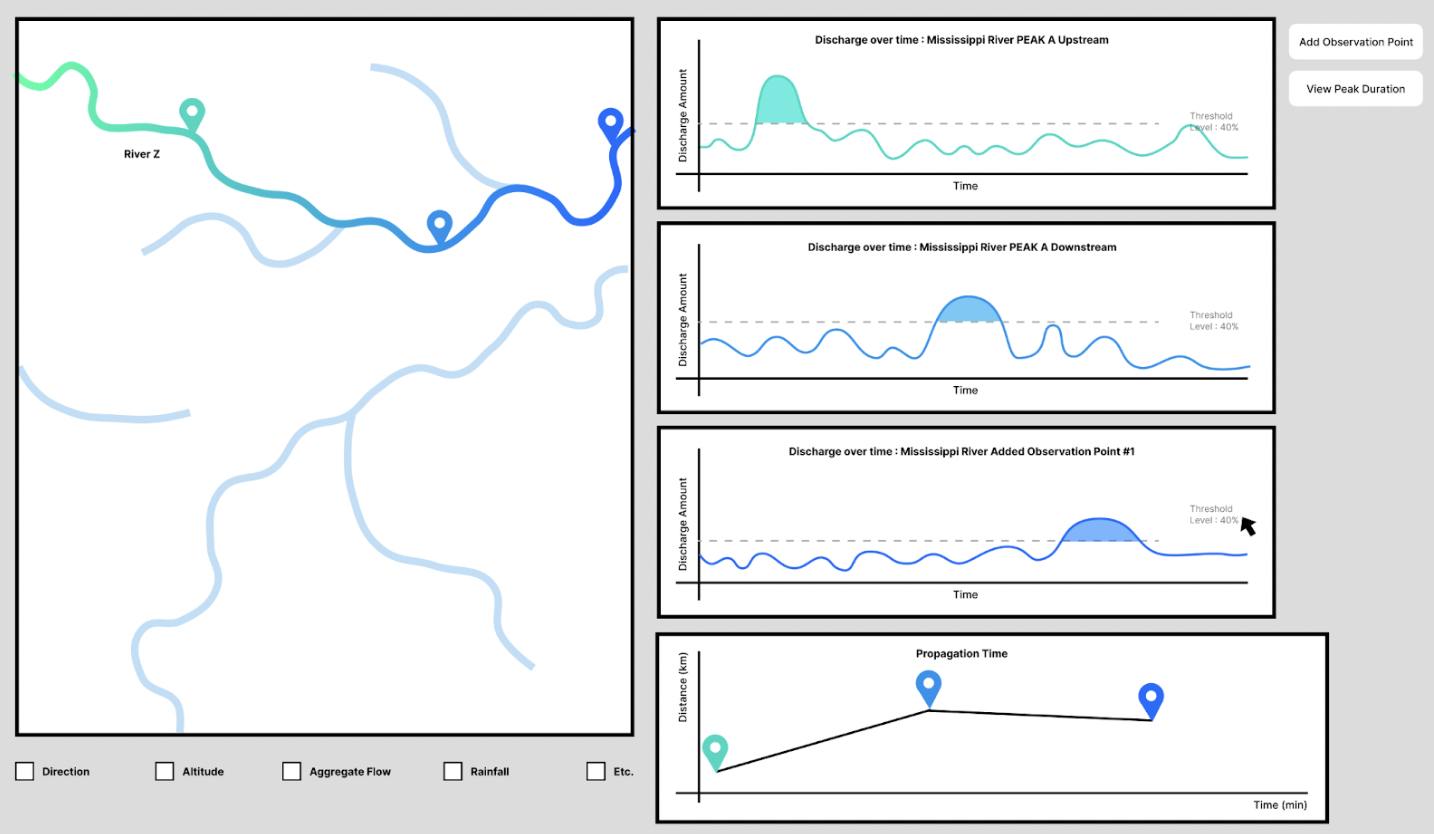 River Z
Direction
Altitude
Aggregate Flow
Rainfall
Etc.
Discharge over time : Mississippi River PEAK A Upstream
Discharge Amount
Threshold
Level : 40%
Time
Discharge over time : Mississippi River PEAK A Downstream
Discharge Amount
Threshold
Level : 40%
Time
Discharge over time : Mississippi River Added Observation Point #1
Discharge Amount
Threshold
Level : 40%
Time
Propagation Time
Distance (km)
Time (min)
Add Observation Point
View Peak Duration